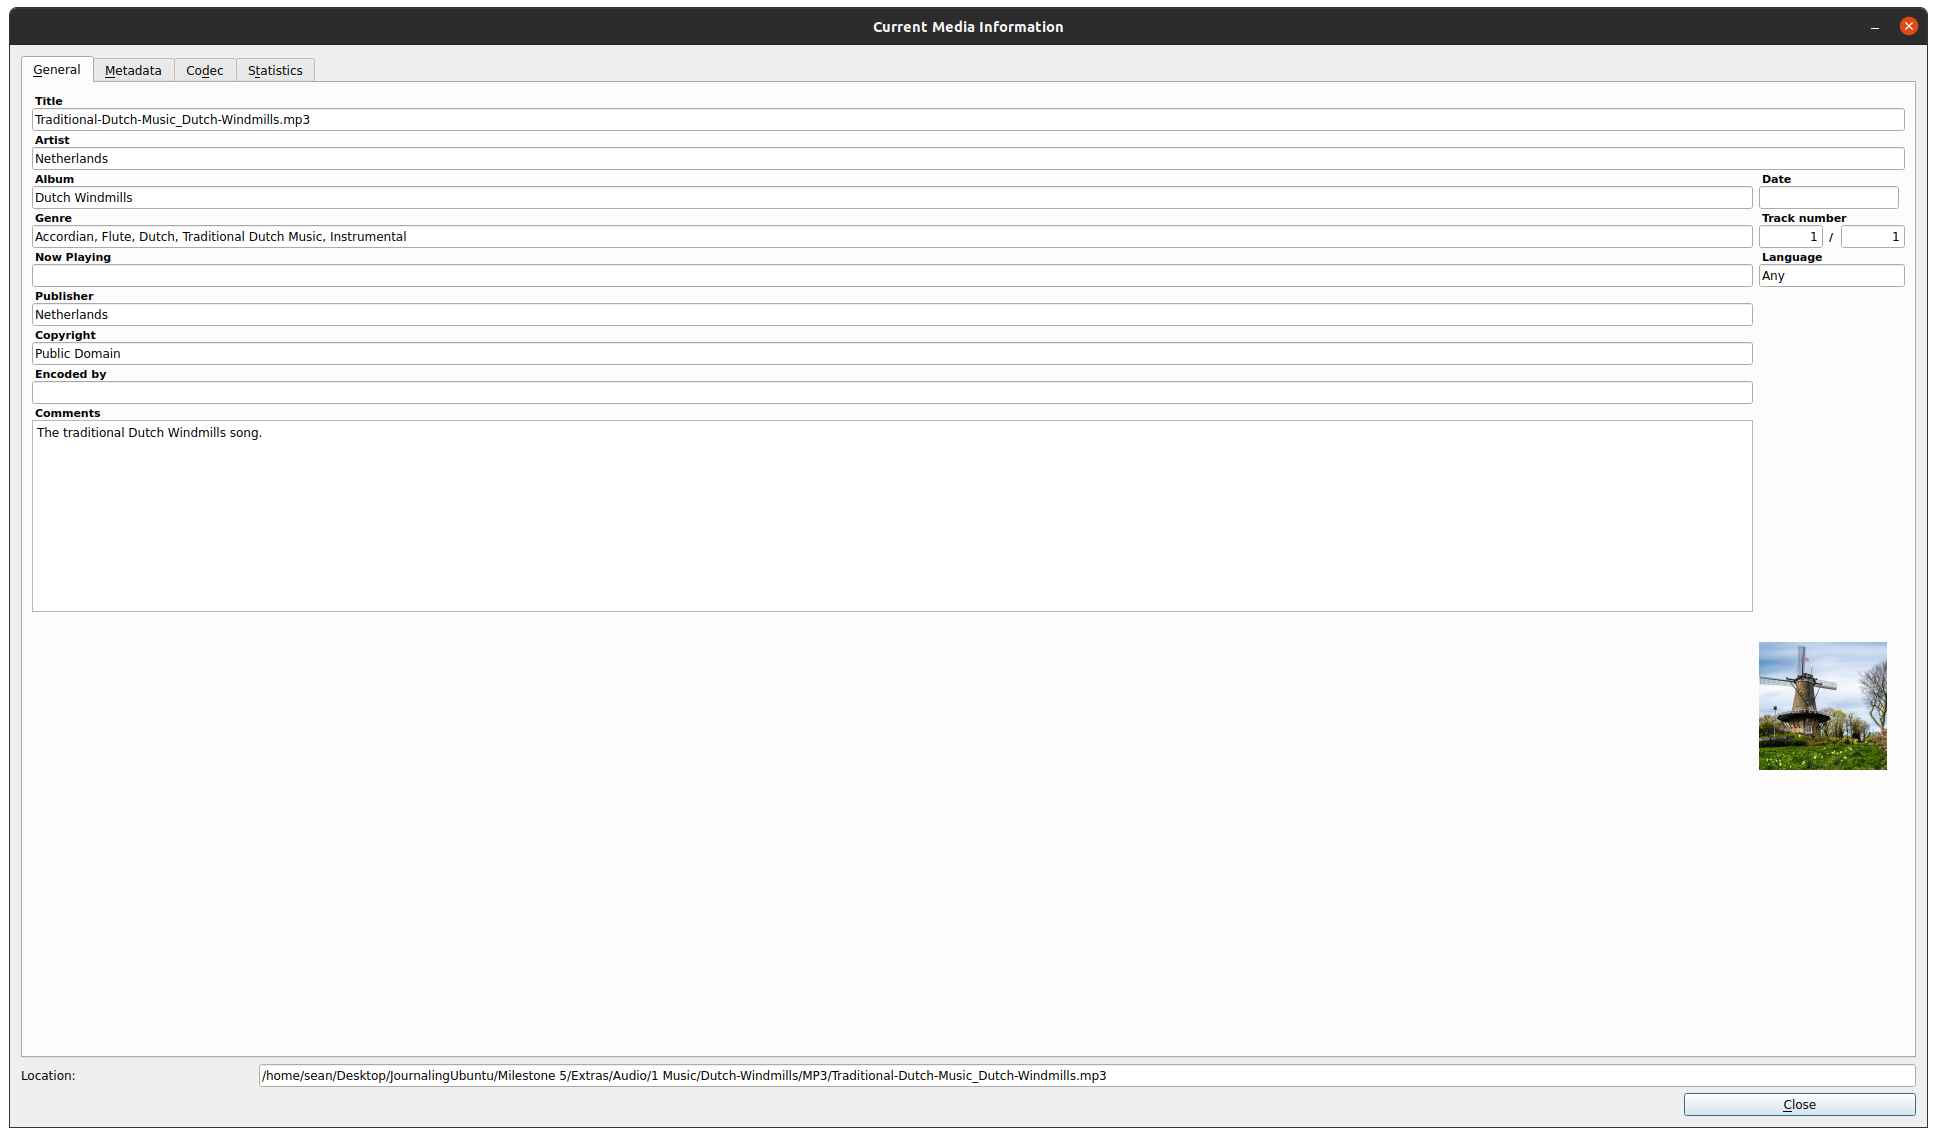 Current Media Information
General Metadata Codec Statistics
Title
Traditional-Dutch-Music_Dutch-Windmills.mp3
Artist
Netherlands
Album Date
Dutch Windmills
Genre Track number
Accordian, Flute, Dutch, Traditional Dutch Music, Instrumental 1 / 1
Now Playing Language
Any
Publisher
Netherlands
Copyright
Public Domain
Encoded by
Comments
The traditional Dutch Windmills song.
Location: /home/sean/Desktop/JournalingUbuntu/Milestone 5/Extras/Audio/1 Music/Dutch-Windmills/MP3/Traditional-Dutch-Music_Dutch-Windmills.mp3
Close